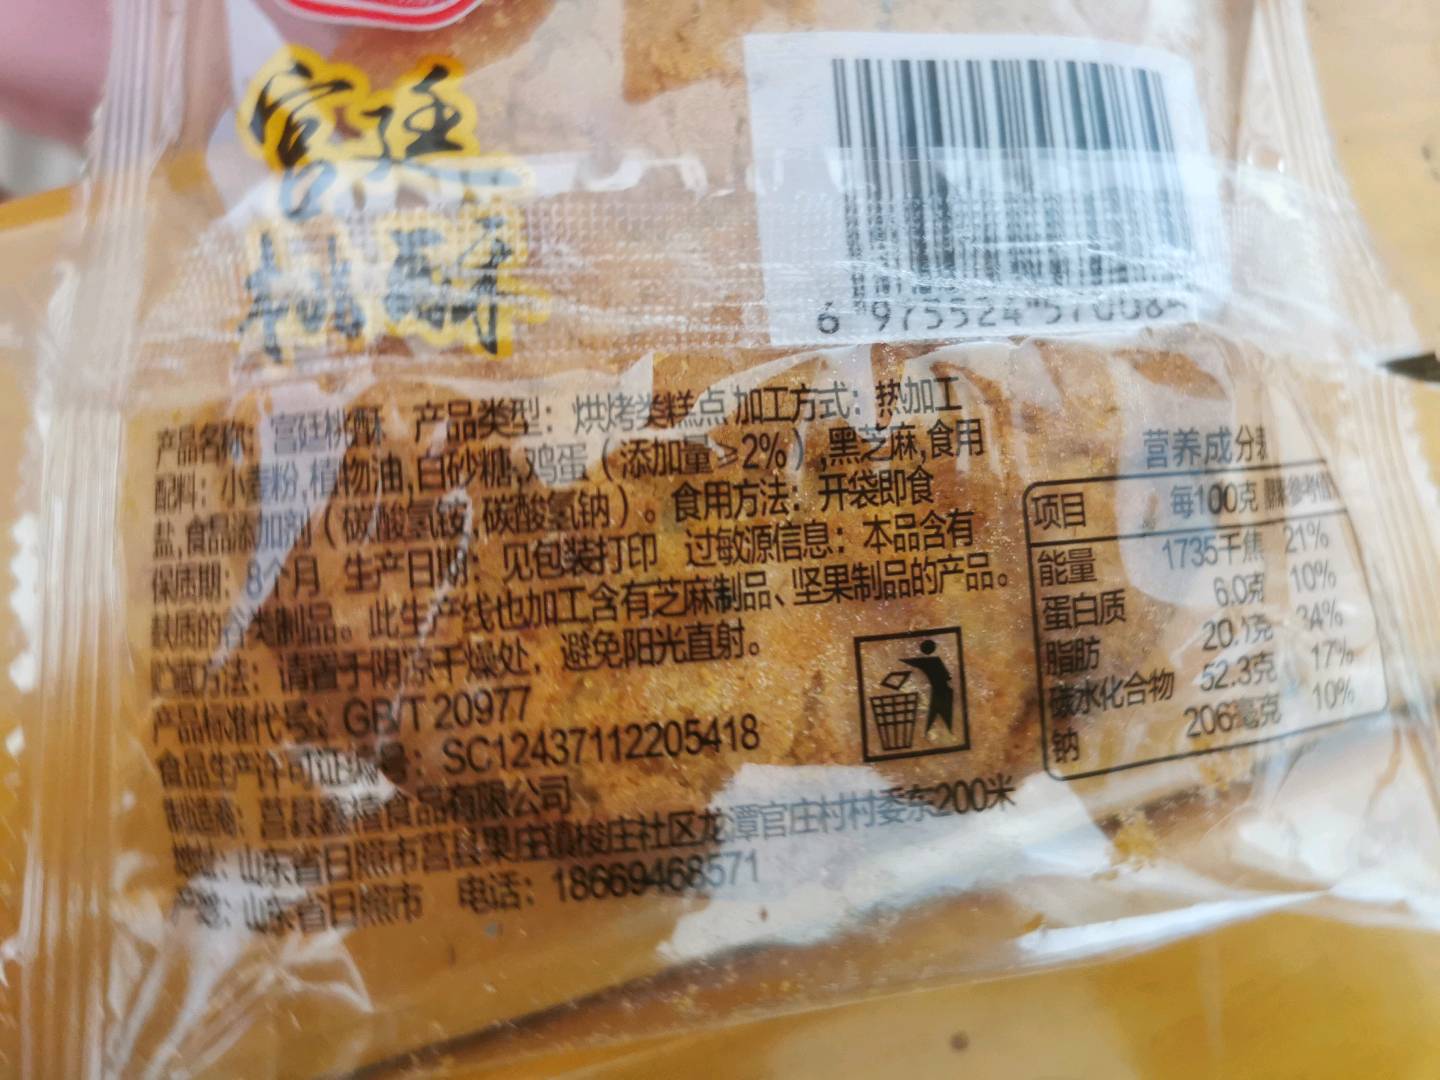 宫廷
桃酥
6 975524 570084
产品名称：宫廷桃酥 产品类型：烘烤类糕点 加工方式：热加工
配料：小麦粉,植物油,白砂糖,鸡蛋（添加量≥2%）,黑芝麻,食用
盐,食品添加剂（碳酸氢铵,碳酸氢钠）。食用方法：开袋即食
保质期：8个月 生产日期：见包装打印 过敏源信息：本品含有
麸质的谷类制品。此生产线也加工含有芝麻制品、坚果制品的产品。
贮藏方法：请置于阴凉干燥处，避免阳光直射。
产品标准代号：GB/T 20977
食品生产许可证编号：SC12437112205418
制造商：莒县鑫禧食品有限公司
地址：山东省日照市莒县果庄镇 庄社区龙潭官庄村村委东200米
产地：山东省日照市 电话：18669468571
营养成分表
项目 每100克 营养素参考值
能量 1735千焦 21%
蛋白质 6.0克 10%
脂肪 20.1克 34%
碳水化合物 52.3克 17%
钠 206毫克 10%